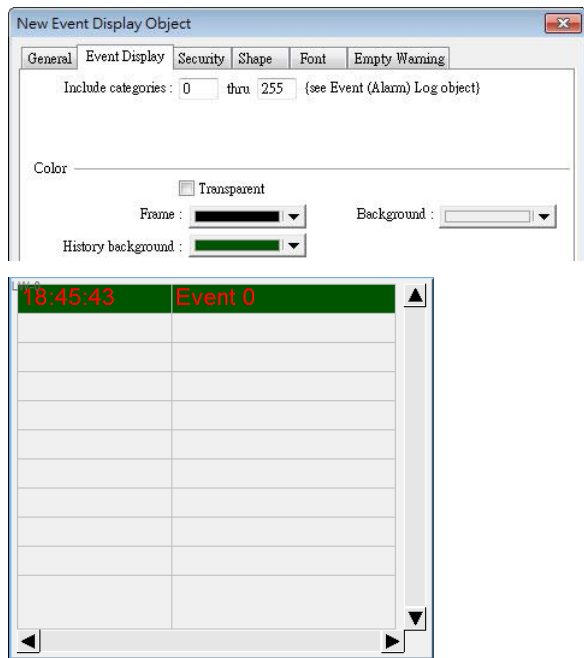 New Event Display Object
General Event Display Security Shape Font Empty Warning
Include categories : 0 thru 255 {see Event (Alarm) Log object}
Color
Transparent
Frame : Background :
History background :
18:45:43 Event 0